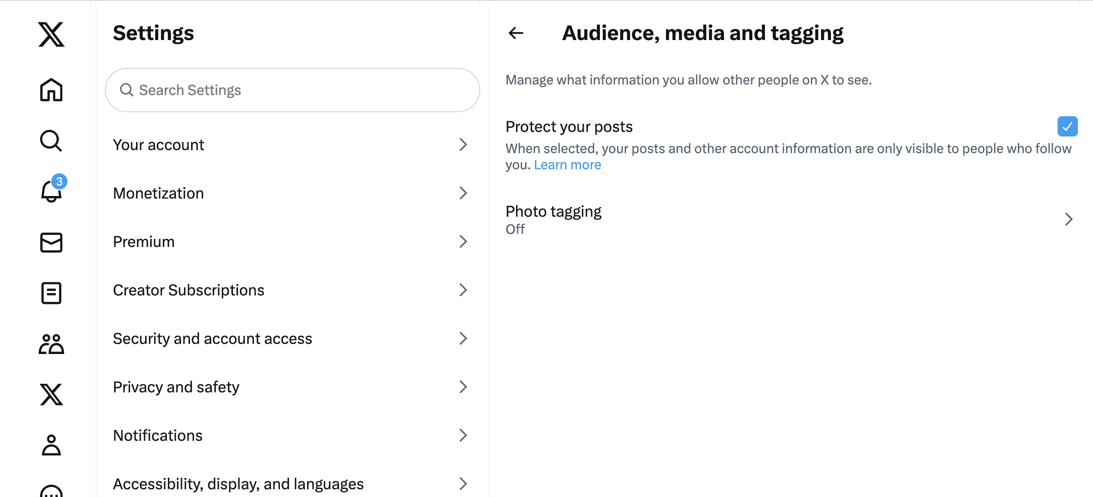 Settings
Search Settings
Your account
Monetization
Premium
Creator Subscriptions
Security and account access
Privacy and safety
Notifications
Accessibility, display, and languages
3
Audience, media and tagging
Manage what information you allow other people on X to see.
Protect your posts
When selected, your posts and other account information are only visible to people who follow
you. Learn more
Photo tagging
Off